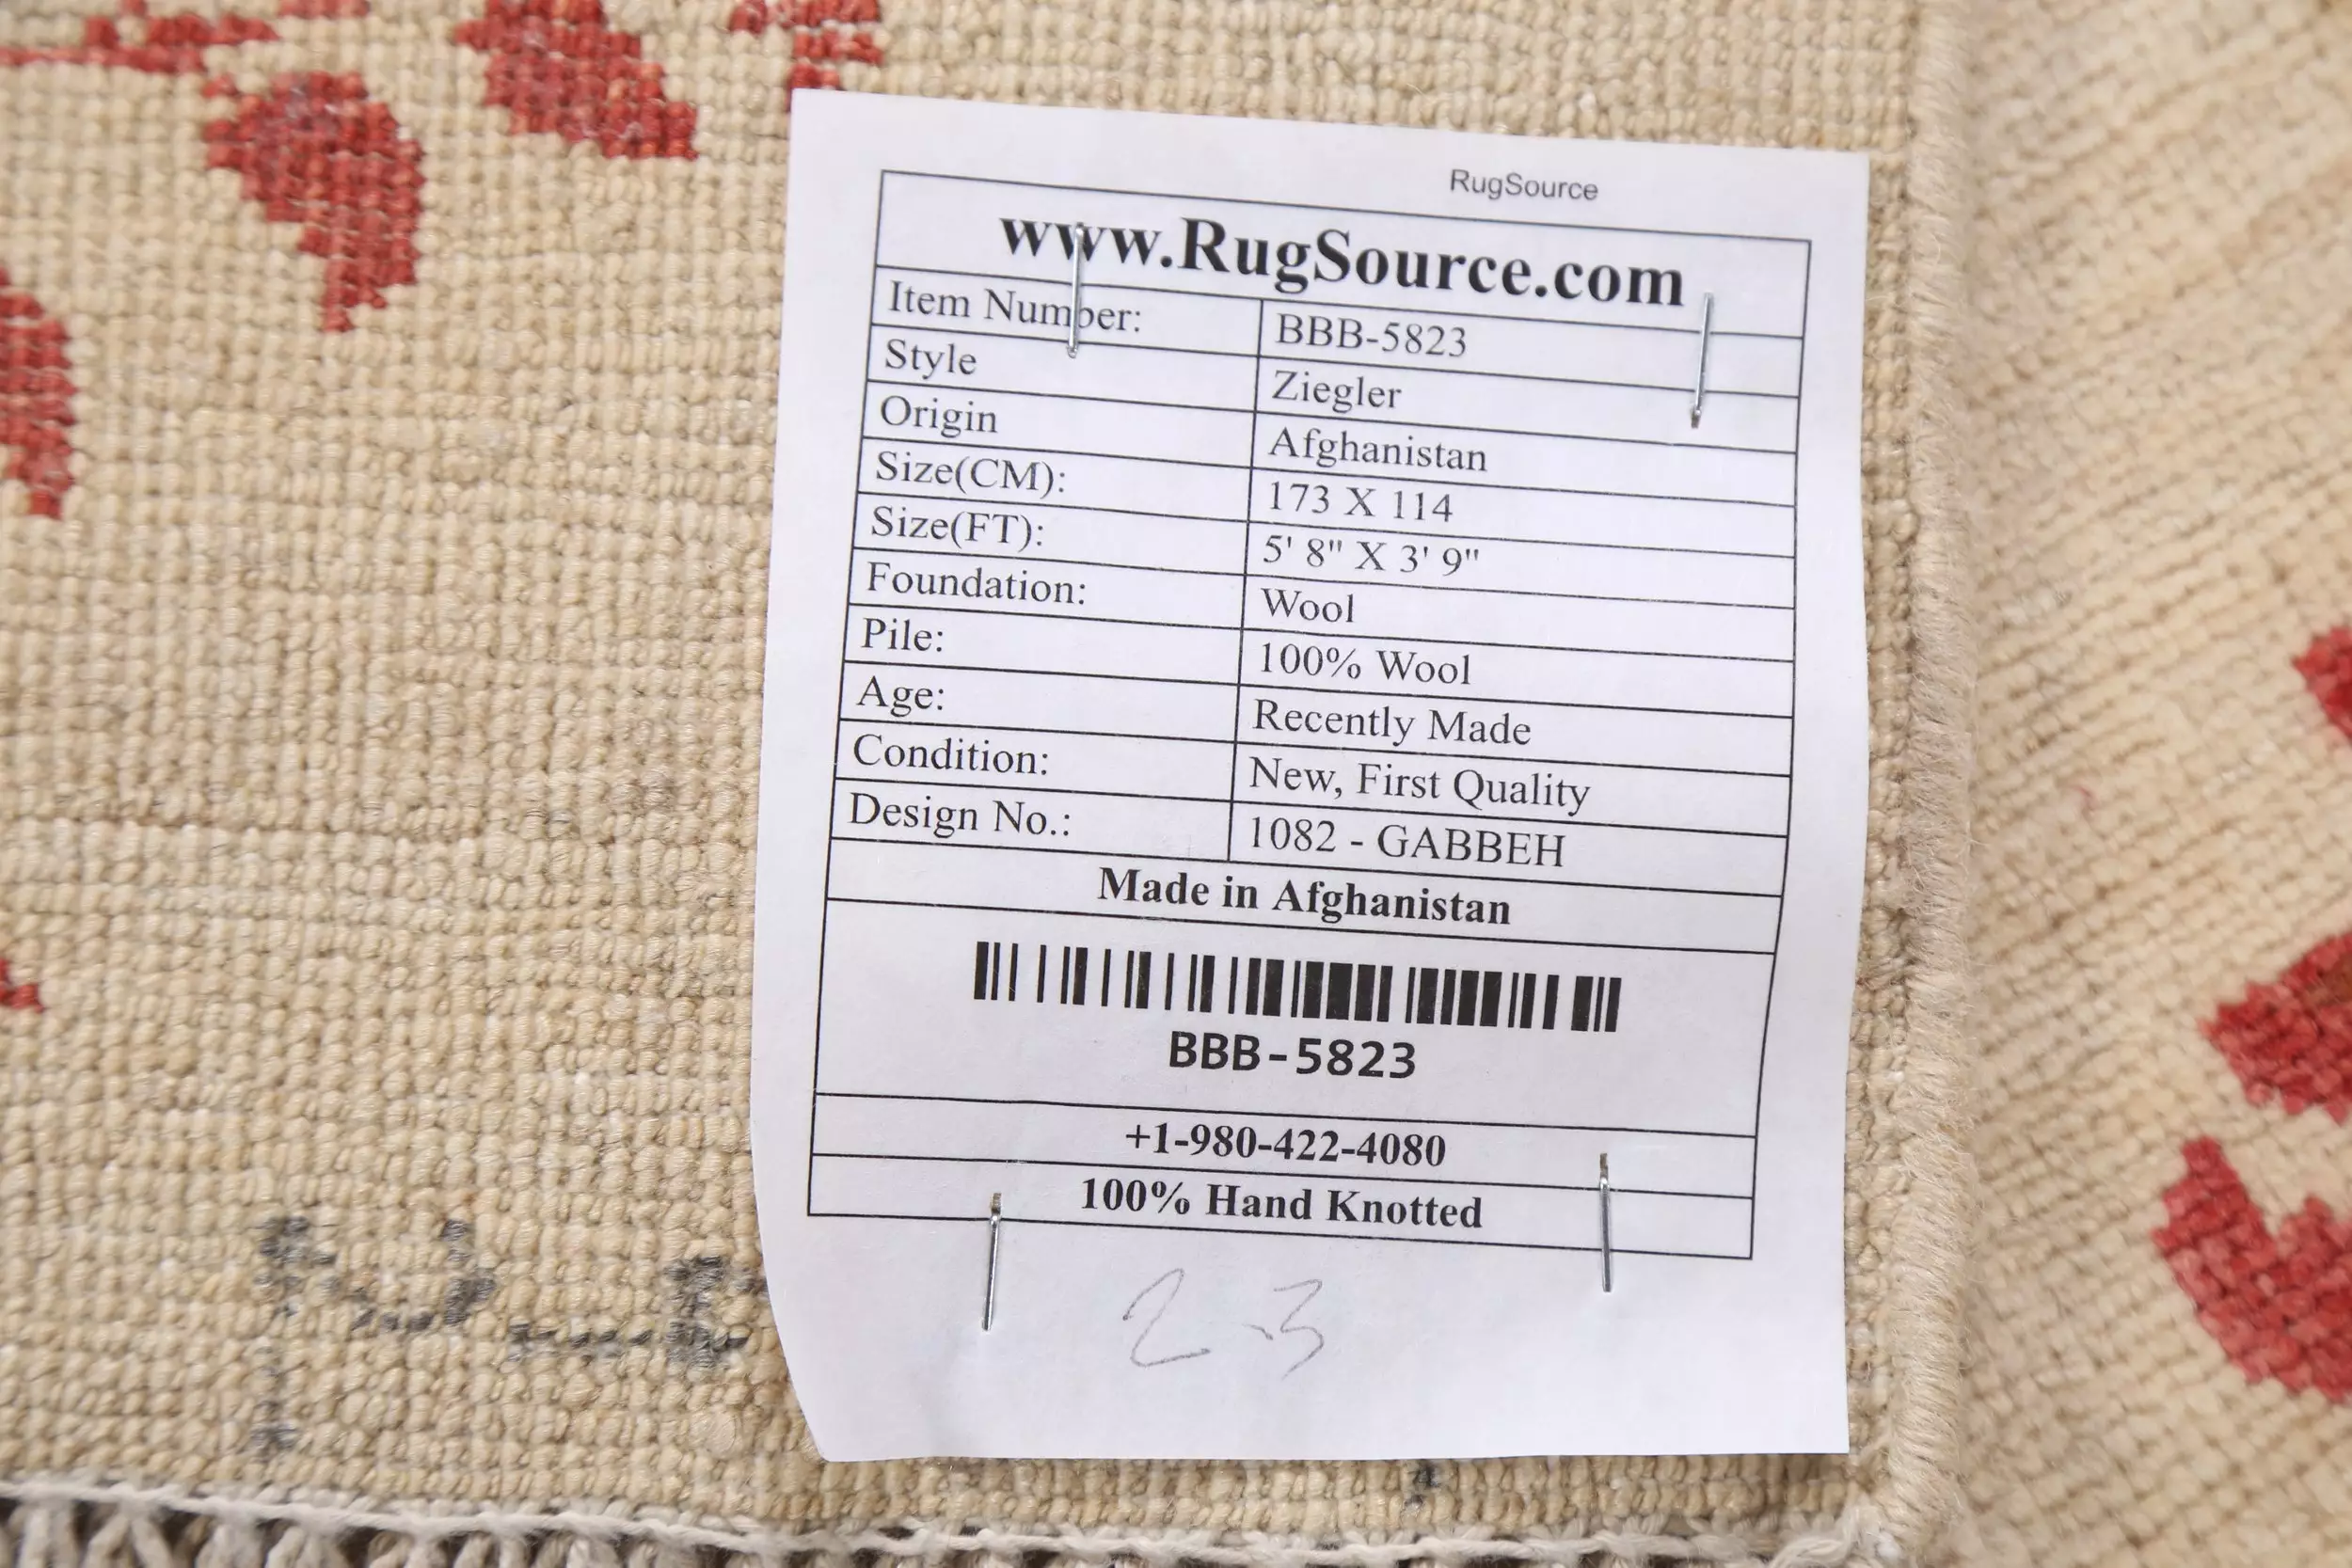 RugSource
www.RugSource.com
Item Number: BBB-5823
Style Ziegler
Origin Afghanistan
Size(CM): 173 X 114
Size(FT): 5' 8" X 3' 9"
Foundation: Wool
Pile: 100% Wool
Age: Recently Made
Condition: New, First Quality
Design No.: 1082 - GABBEH
Made in Afghanistan
BBB-5823
+1-980-422-4080
100% Hand Knotted
2-3